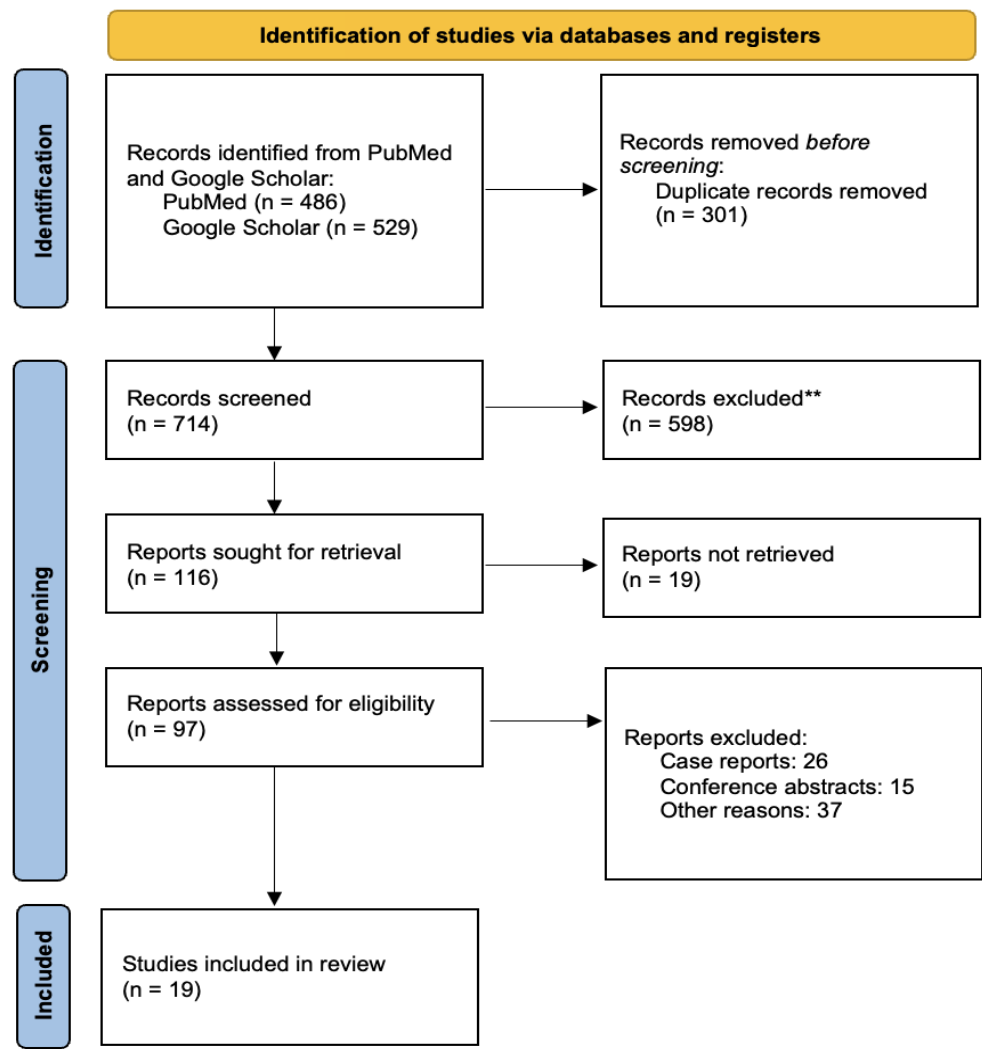 Identification of studies via databases and registers
Identification
Records identified from PubMed
and Google Scholar:
PubMed (n = 486)
Google Scholar (n = 529)
Records removed before
screening:
Duplicate records removed
(n = 301)
Screening
Records screened
(n = 714)
Records excluded**
(n = 598)
Reports sought for retrieval
(n = 116)
Reports not retrieved
(n = 19)
Reports assessed for eligibility
(n = 97)
Reports excluded:
Case reports: 26
Conference abstracts: 15
Other reasons: 37
Included
Studies included in review
(n = 19)